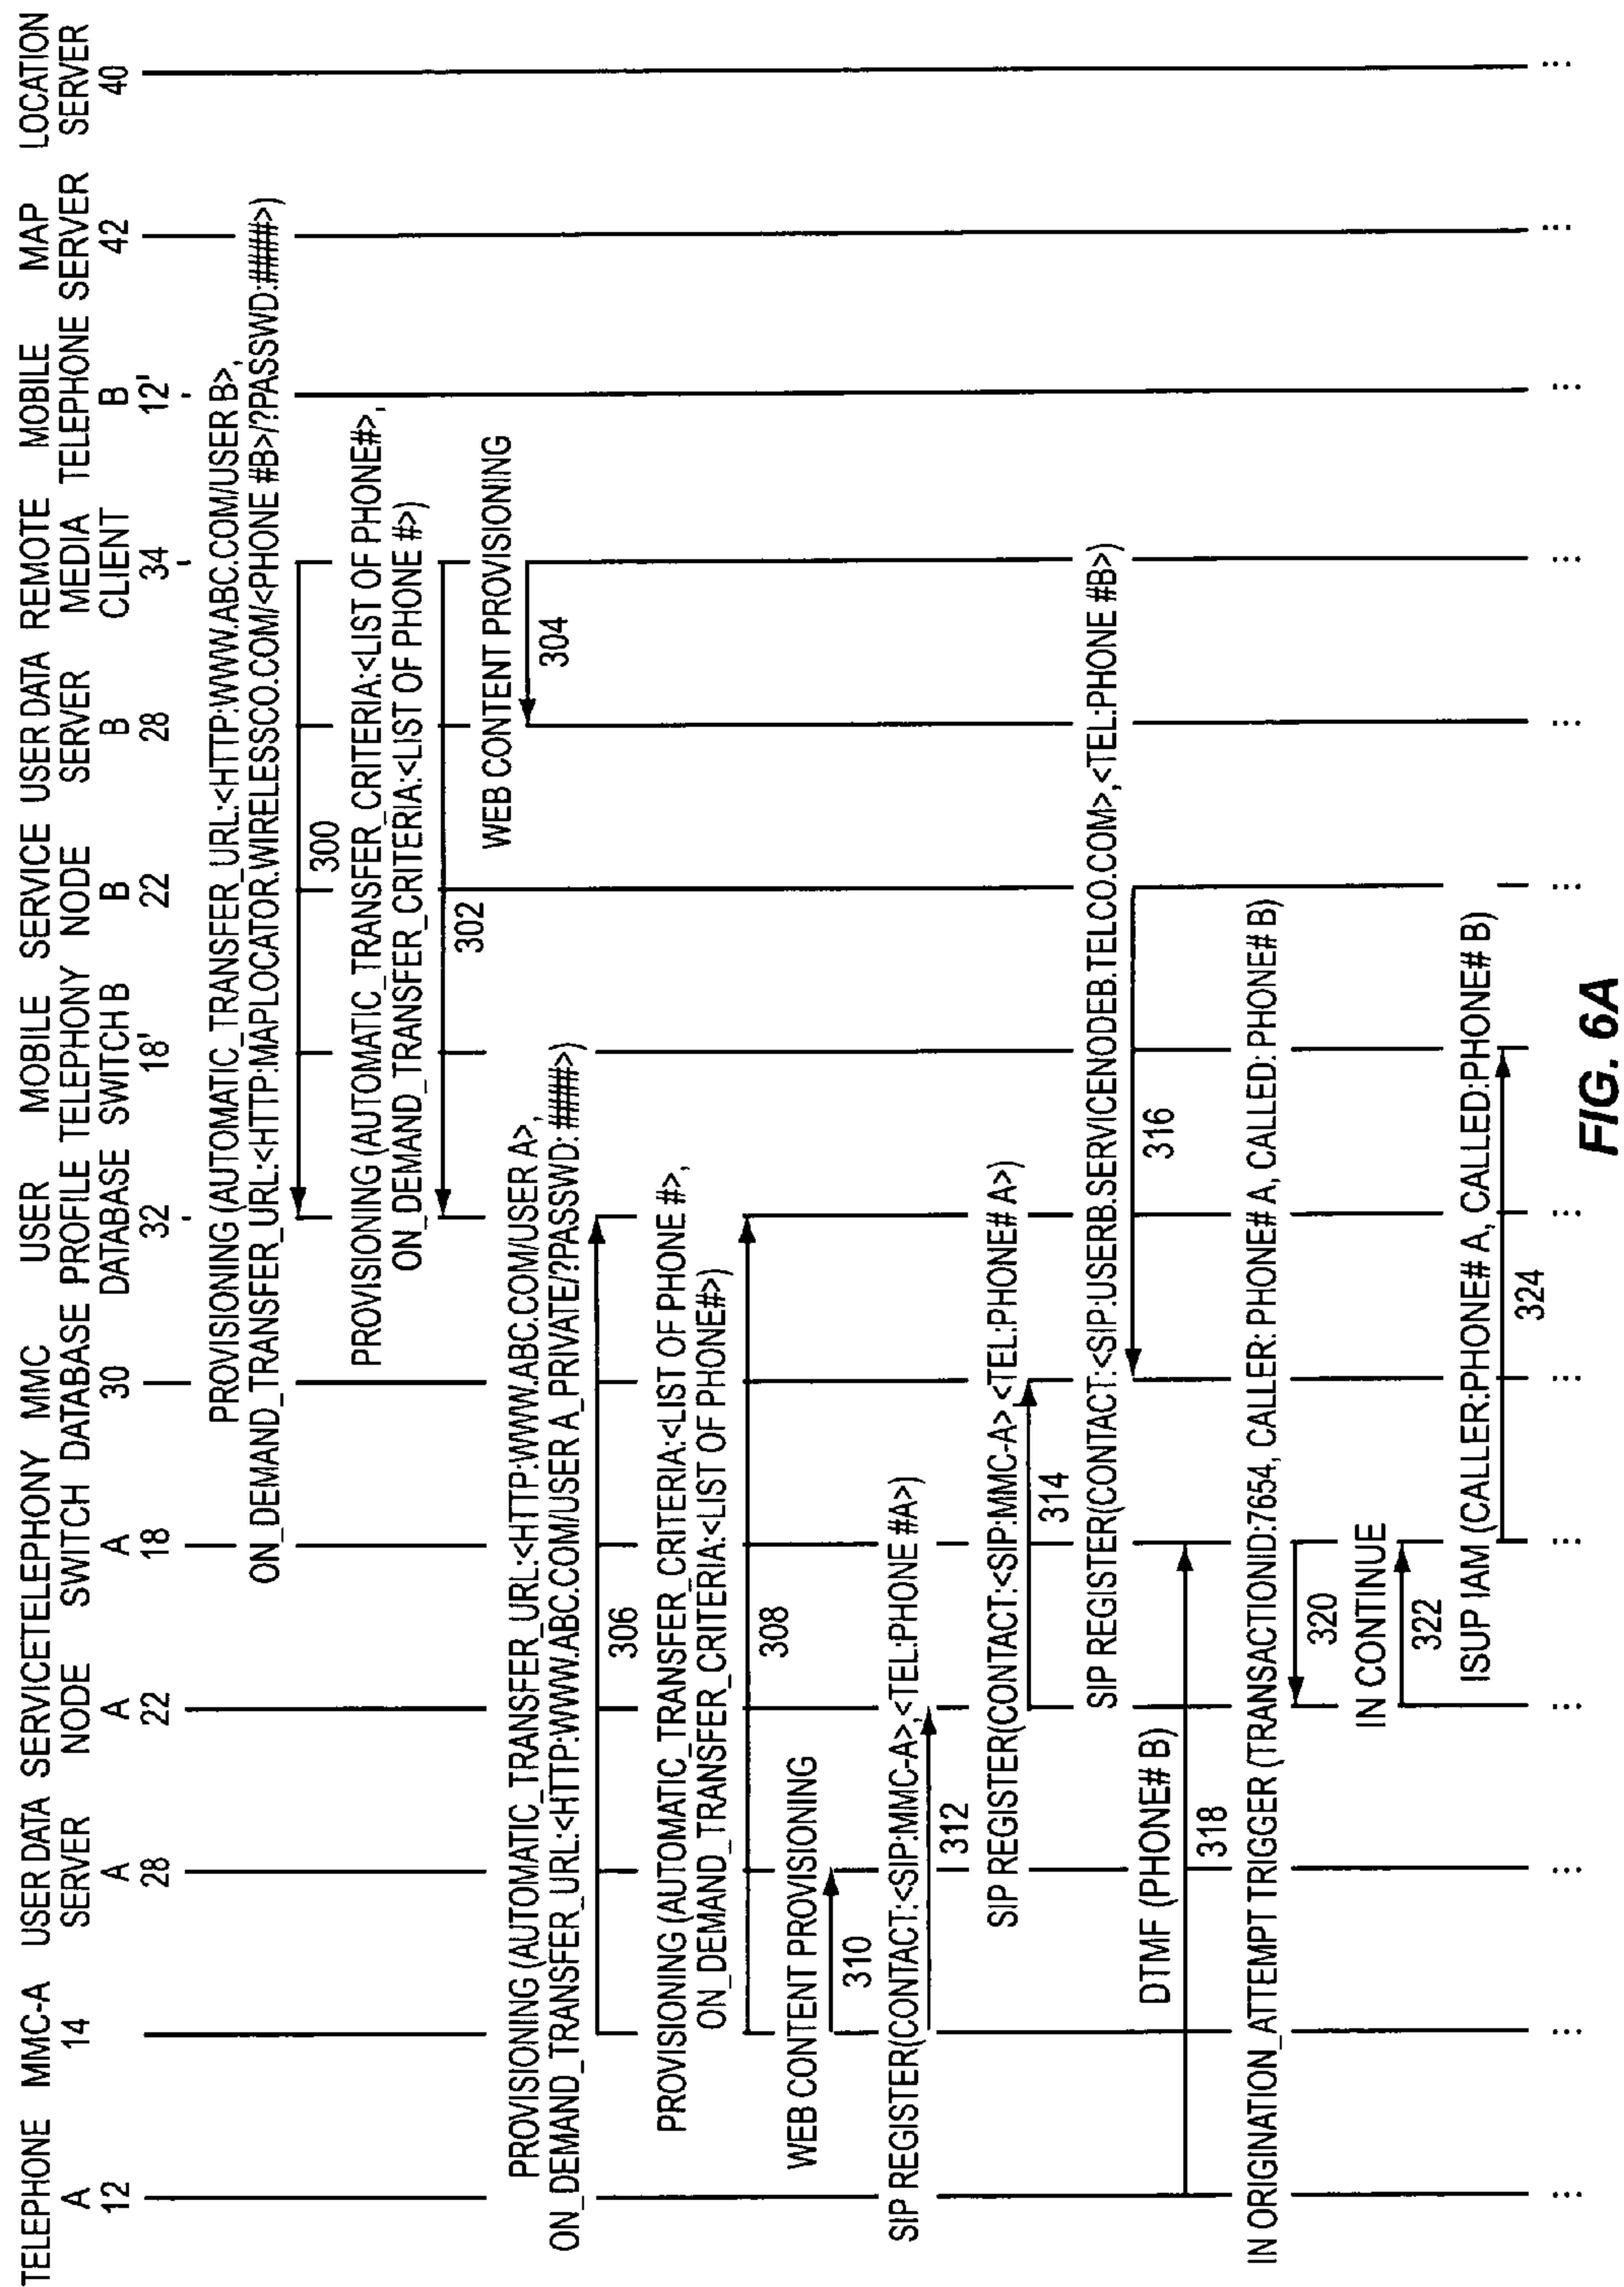 TELEPHONE MMC-A USER DATA SERVICETELEPHONY MMC USER MOBILE SERVICE USER DATA REMOTE MOBILE MAP LOCATION
A 14 SERVER NODE SWITCH DATABASE PROFILE TELEPHONY NODE SERVER MEDIA TELEPHONE SERVER SERVER
12 A A A 30 DATABASE SWITCH B B B CLIENT B 42 40
28 22 18 32 18' 22 28 34 12'
PROVISIONING (AUTOMATIC_TRANSFER_URL:<HTTP:WWW.ABC.COM/USER B>,
ON_DEMAND_TRANSFER_URL:<HTTP:MAPLOCATOR.WIRELESSCO.COM/<PHONE #B>/?PASSWD:####>)
300
PROVISIONING (AUTOMATIC_TRANSFER_CRITERIA:<LIST OF PHONE#>,
ON_DEMAND_TRANSFER_CRITERIA:<LIST OF PHONE #>)
302
WEB CONTENT PROVISIONING
304
PROVISIONING (AUTOMATIC_TRANSFER_URL:<HTTP:WWW.ABC.COM/USER A>,
ON_DEMAND_TRANSFER_URL:<HTTP:WWW.ABC.COM/USER A_PRIVATE/?PASSWD:####>)
306
PROVISIONING (AUTOMATIC_TRANSFER_CRITERIA:<LIST OF PHONE #>,
ON_DEMAND_TRANSFER_CRITERIA:<LIST OF PHONE#>)
308
WEB CONTENT PROVISIONING
310
SIP REGISTER(CONTACT:<SIP:MMC-A>,<TEL:PHONE #A>)
312
SIP REGISTER(CONTACT:<SIP:MMC-A>,<TEL:PHONE# A>)
314
SIP REGISTER(CONTACT:<SIP:USERB.SERVICENODEB.TELCO.COM>,<TEL:PHONE #B>)
316
DTMF (PHONE# B)
318
IN ORIGINATION_ATTEMPT TRIGGER (TRANSACTIONID:7654, CALLER: PHONE# A, CALLED: PHONE# B)
320
IN CONTINUE
322
ISUP IAM (CALLER:PHONE# A, CALLED:PHONE# B)
324
... ... ... ... ... ... ... ... ... ... ... ... ... ...
FIG. 6A